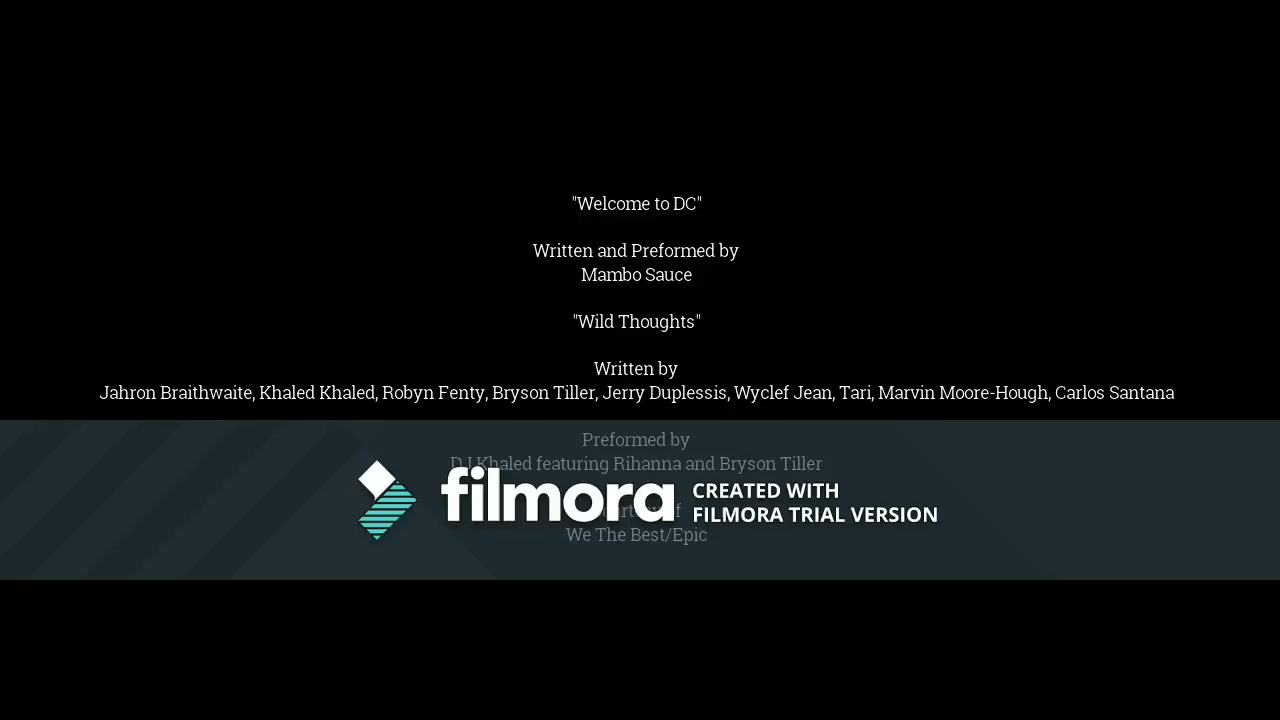 "Welcome to DC"
Written and Preformed by
Mambo Sauce
"Wild Thoughts"
Written by
Jahron Braithwaite, Khaled Khaled, Robyn Fenty, Bryson Tiller, Jerry Duplessis, Wyclef Jean, Tari, Marvin Moore-Hough, Carlos Santana
Preformed by
DJ Khaled featuring Rihanna and Bryson Tiller
filmora
CREATED WITH
FILMORA TRIAL VERSION
of
We The Best/Epic